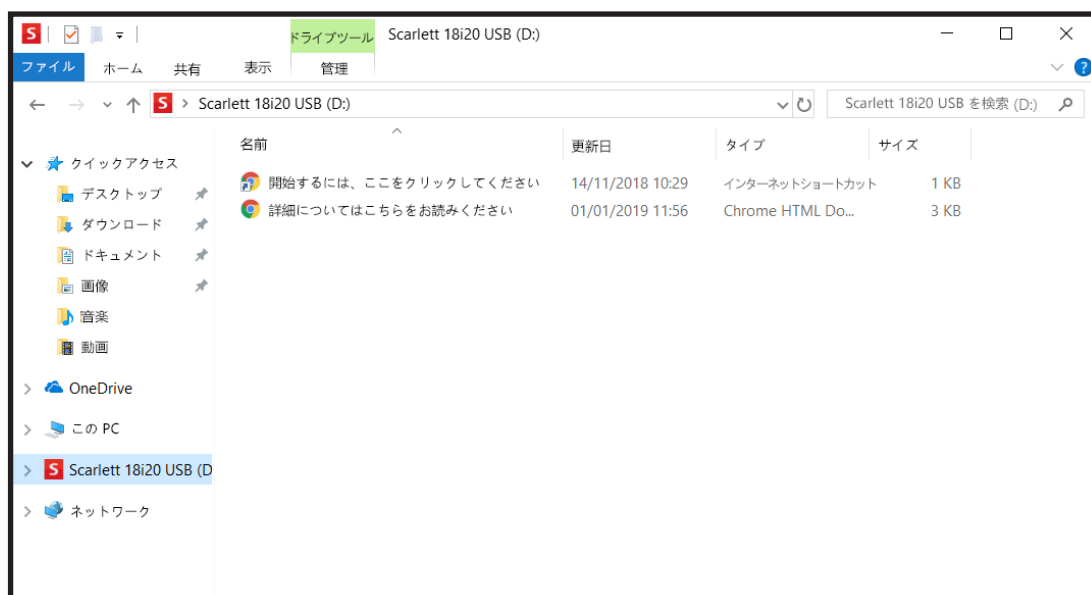 S
ドライブツール Scarlett 18i20 USB (D:)
ファイル ホーム 共有 表示 管理 ?
S > Scarlett 18i20 USB (D:) Scarlett 18i20 USB を検索 (D:)
名前 更新日 タイプ サイズ
開始するには、ここをクリックしてください 14/11/2018 10:29 インターネットショートカット 1 KB
詳細についてはこちらをお読みください 01/01/2019 11:56 Chrome HTML Do... 3 KB
クイックアクセス
デスクトップ
ダウンロード
ドキュメント
画像
音楽
動画
OneDrive
この PC
S Scarlett 18i20 USB (D
ネットワーク